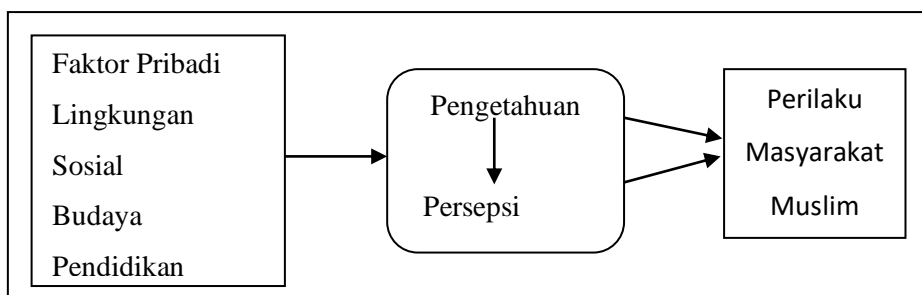 Faktor Pribadi
Lingkungan
Sosial
Budaya
Pendidikan
Pengetahuan
Persepsi
Perilaku
Masyarakat
Muslim